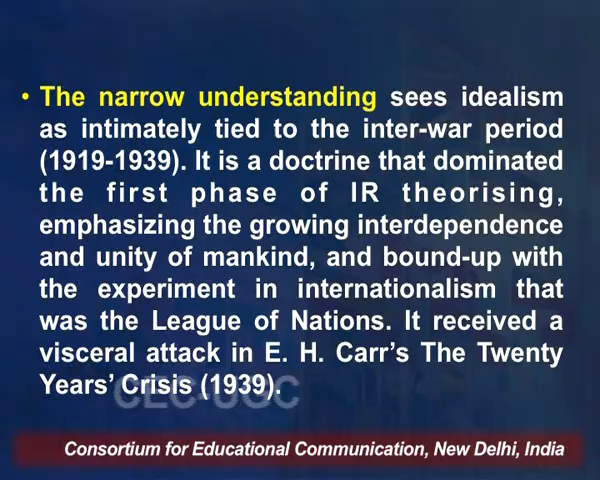 • The narrow understanding sees idealism
as intimately tied to the inter-war period
(1919-1939). It is a doctrine that dominated
the first phase of IR theorising,
emphasizing the growing interdependence
and unity of mankind, and bound-up with
the experiment in internationalism that
was the League of Nations. It received a
visceral attack in E. H. Carr’s The Twenty
Years’ Crisis (1939).
CEC-UGC
Consortium for Educational Communication, New Delhi, India